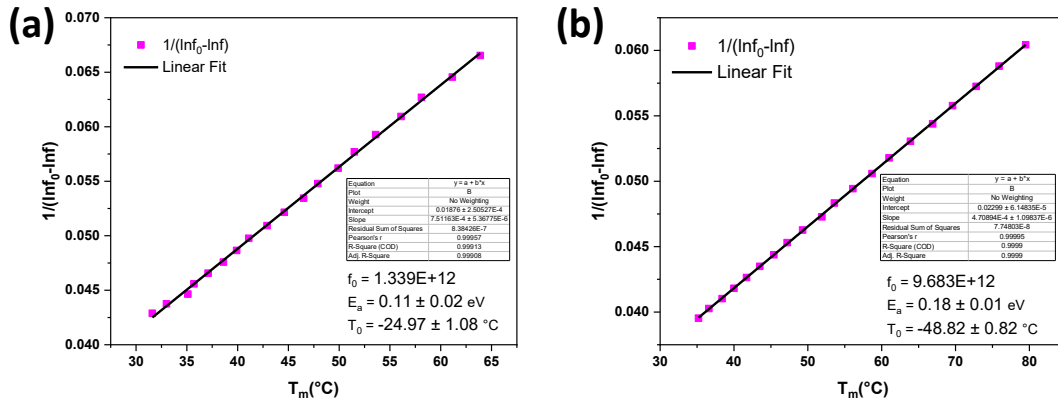 (a)
0.070
0.065
0.060
0.055
0.050
0.045
0.040
1/(lnf₀-lnf)
1/(lnf₀-lnf)
Linear Fit
Equation y = a + b*x
Plot B
Weight No Weighting
Intercept 0.01876 ± 2.50527E-4
Slope 7.51163E-4 ± 5.36775E-6
Residual Sum of Squares 8.38426E-7
Pearson's r 0.99957
R-Square (COD) 0.99913
Adj. R-Square 0.99908
f₀ = 1.339E+12
Eₐ = 0.11 ± 0.02 eV
T₀ = -24.97 ± 1.08 °C
30 35 40 45 50 55 60 65
Tₘ(°C)
(b)
0.060
0.055
0.050
0.045
0.040
1/(lnf₀-lnf)
1/(lnf₀-lnf)
Linear Fit
Equation y = a + b*x
Plot B
Weight No Weighting
Intercept 0.02299 ± 6.14835E-5
Slope 4.70894E-4 ± 1.09837E-6
Residual Sum of Squares 7.74803E-8
Pearson's r 0.99995
R-Square (COD) 0.9999
Adj. R-Square 0.9999
f₀ = 9.683E+12
Eₐ = 0.18 ± 0.01 eV
T₀ = -48.82 ± 0.82 °C
30 40 50 60 70 80
Tₘ(°C)